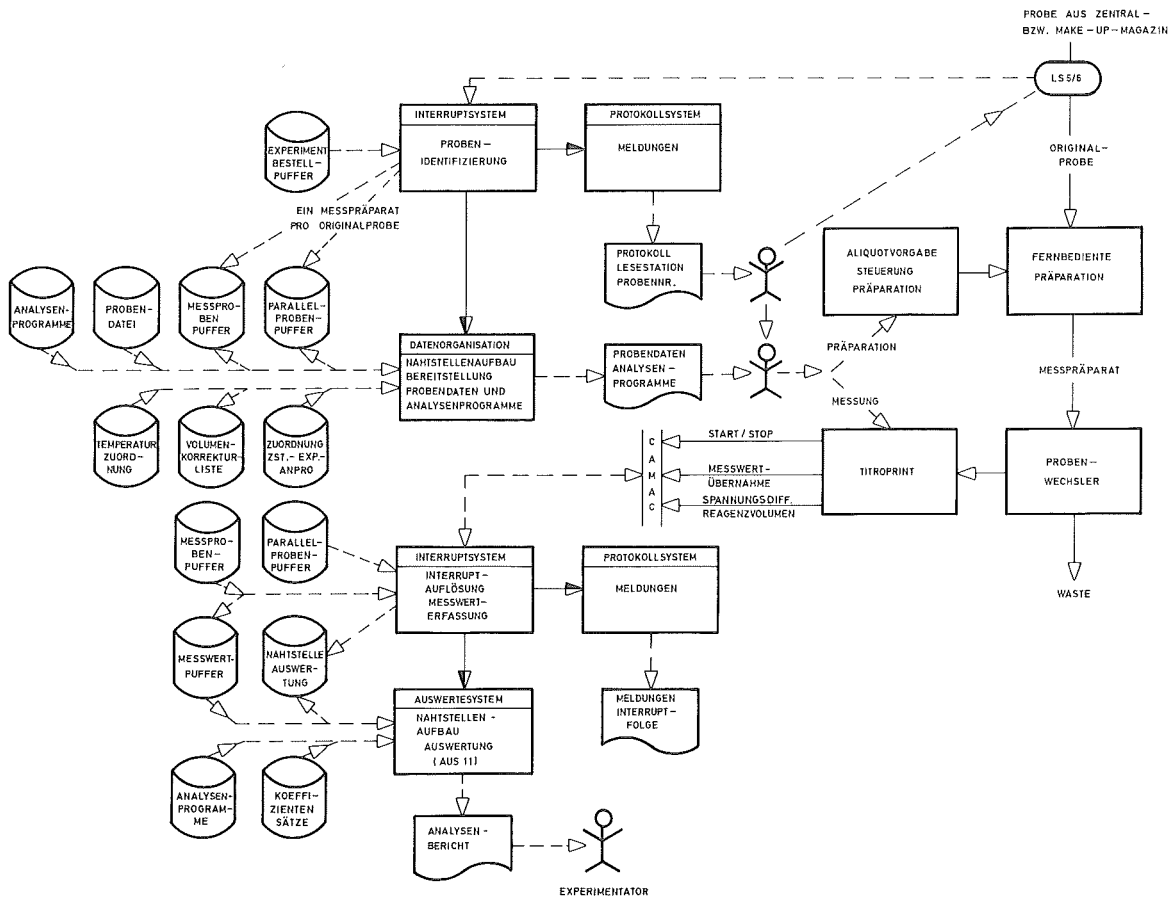 PROBE AUS ZENTRAL-
BZW. MAKE-UP-MAGAZIN
LS 5/6
INTERRUPTSYSTEM
PROBEN-
IDENTIFIZIERUNG
PROTOKOLLSYSTEM
MELDUNGEN
EXPERIMENT
BESTELL-
PUFFER
ORIGINAL-
PROBE
EIN MESSPRÄPARAT
PRO ORIGINALPROBE
PROTOKOLL
LESESTATION
PROBENNR.
ALIQUOTVORGABE
STEUERUNG
PRÄPARATION
FERNBEDIENTE
PRÄPARATION
ANALYSEN-
PROGRAMME
PROBEN-
DATEI
MESSPRO-
BEN
PUFFER
PARALLEL-
PROBEN-
PUFFER
DATENORGANISATION
NAHTSTELLENAUFBAU
BEREITSTELLUNG
PROBENDATEN UND
ANALYSENPROGRAMME
PROBENDATEN
ANALYSEN-
PROGRAMME
PRÄPARATION
MESSUNG
MESSPRÄPARAT
TEMPERATUR
ZUORD-
NUNG
VOLUMEN-
KORREKTUR-
LISTE
ZUORDNUNG
ZST.- EXP.-
ANPRO
CAMAC
START / STOP
MESSWERT-
ÜBERNAHME
SPANNUNGSDIFF.
REAGENZVOLUMEN
TITROPRINT
PROBEN-
WECHSLER
WASTE
MESSPRO-
BEN-
PUFFER
PARALLEL-
PROBEN-
PUFFER
INTERRUPTSYSTEM
INTERRUPT-
AUFLÖSUNG
MESSWERT-
ERFASSUNG
PROTOKOLLSYSTEM
MELDUNGEN
MESSWERT-
PUFFER
NAHTSTELLE
AUSWER-
TUNG
AUSWERTESYSTEM
NAHTSTELLEN-
AUFBAU
AUSWERTUNG
( AUS 11)
MELDUNGEN
INTERRUPT-
FOLGE
ANALYSEN-
PROGRAM-
ME
KOEFFI-
ZIENTEN
SÄTZE
ANALYSEN-
BERICHT
EXPERIMENTATOR